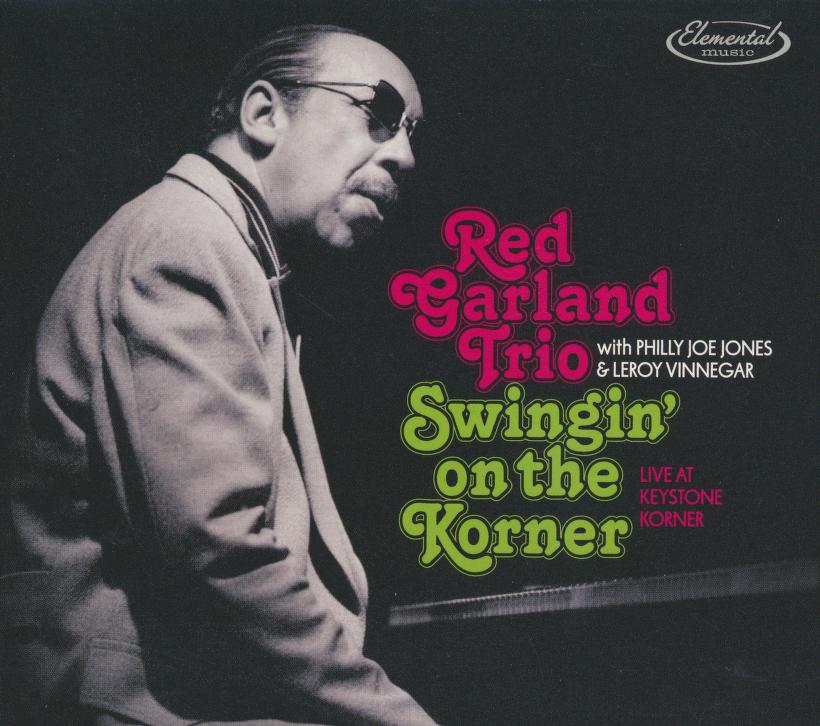 Elemental
music
Red
Garland
Trio
with PHILLY JOE JONES
& LEROY VINNEGAR
Swingin'
on the
Korner
LIVE AT
KEYSTONE
KORNER